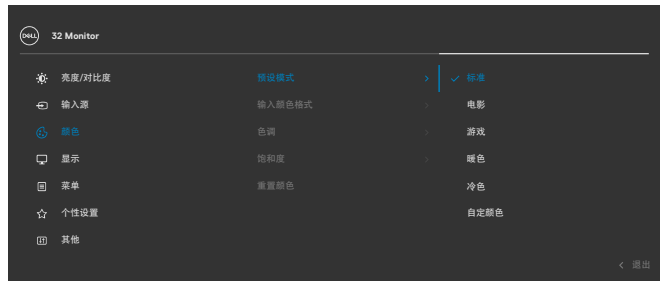 DELL
32 Monitor
亮度/对比度 预设模式 标准
输入源 输入颜色格式 电影
颜色 色调 游戏
显示 饱和度 暖色
菜单 重置颜色 冷色
个性设置 自定颜色
其他
退出